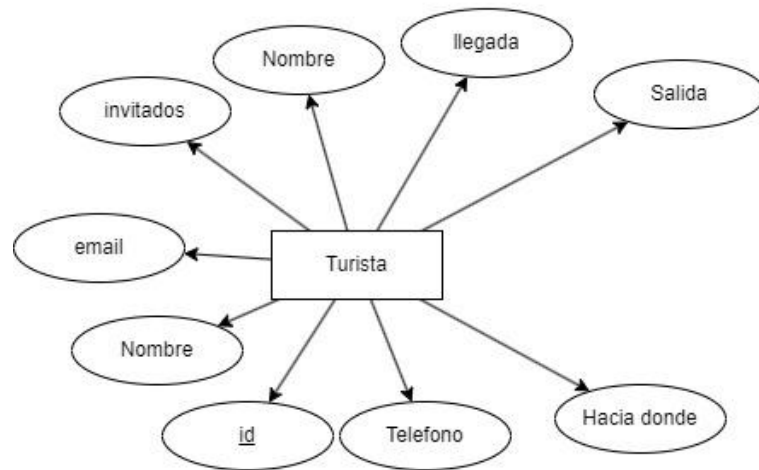 llegada
Nombre
Salida
invitados
email
Turista
Nombre
Hacia donde
id
Telefono